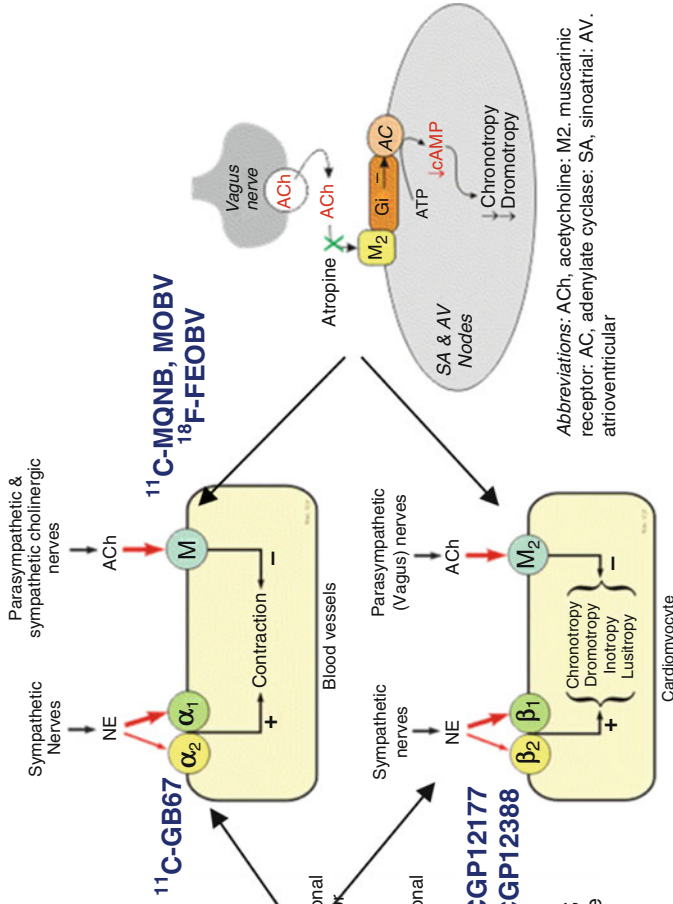 Sympathetic
Nerves
NE
α2
α1
+
Contraction
Parasympathetic &
sympathetic cholinergic
nerves
ACh
M
–
Blood vessels
11C-GB67
11C-MQNB, MOBV
18F-FEOBV
Sympathetic
nerves
NE
β2
β1
+
Chronotropy
Dromotropy
Inotropy
Lusitropy
Parasympathetic
(Vagus) nerves
ACh
M2
–
Cardiomyocyte
CGP12177
CGP12388
onal
onal
Vagus
nerve
ACh
ACh
Atropine
X
M2
Gi
–
AC
ATP
↓cAMP
↓Chronotropy
↓Dromotropy
SA & AV
Nodes
Abbreviations: ACh, acetycholine: M2. muscarinic
receptor: AC, adenylate cyclase: SA, sinoatrial: AV.
atrioventricular